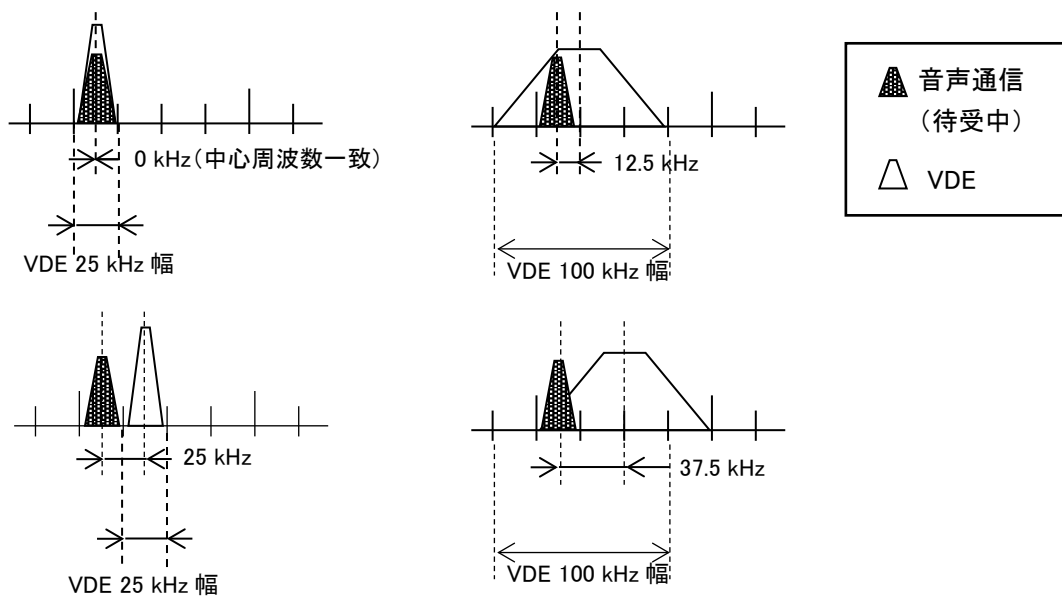 0 kHz（中心周波数一致）
VDE 25 kHz 幅
12.5 kHz
VDE 100 kHz 幅
音声通信
（待受中）
VDE
25 kHz
VDE 25 kHz 幅
37.5 kHz
VDE 100 kHz 幅